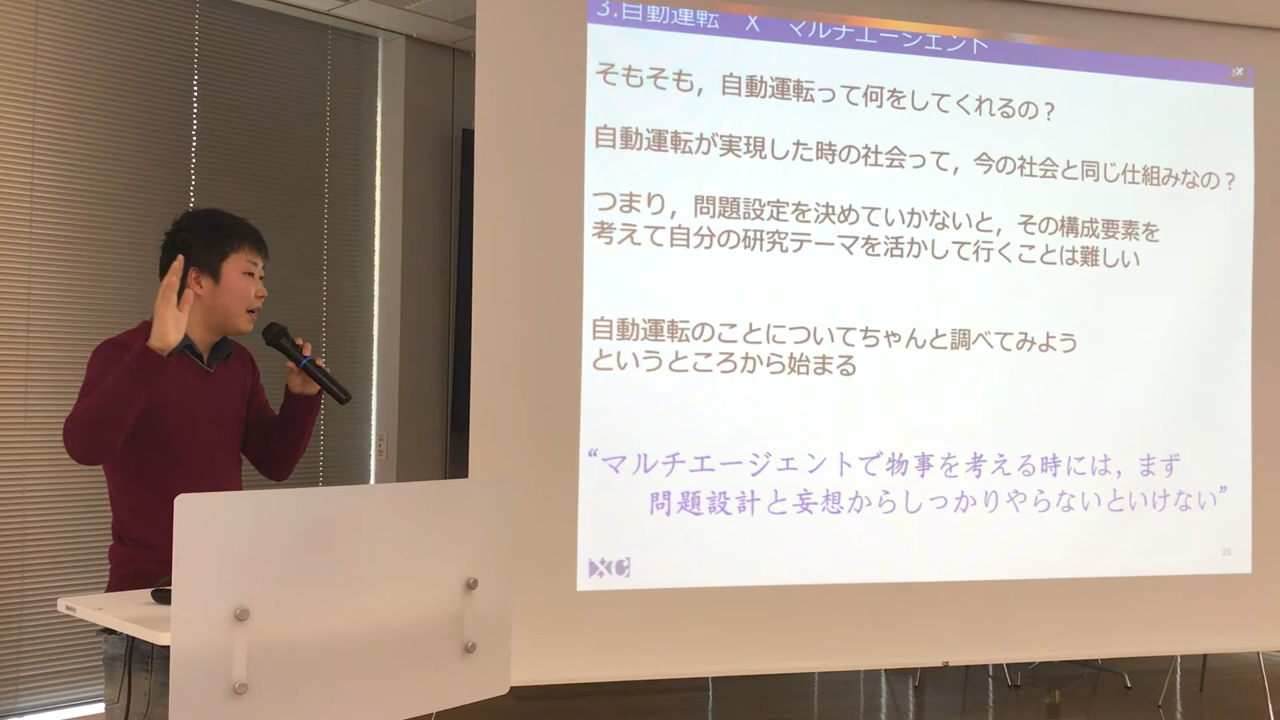 3.自動運転 X マルチエージェント
そもそも，自動運転って何をしてくれるの？
自動運転が実現した時の社会って，今の社会と同じ仕組みなの？
つまり，問題設定を決めていかないと，その構成要素を
考えて自分の研究テーマを活かして行くことは難しい
自動運転のことについてちゃんと調べてみよう
というところから始まる
“マルチエージェントで物事を考える時には，まず
問題設計と妄想からしっかりやらないといけない”